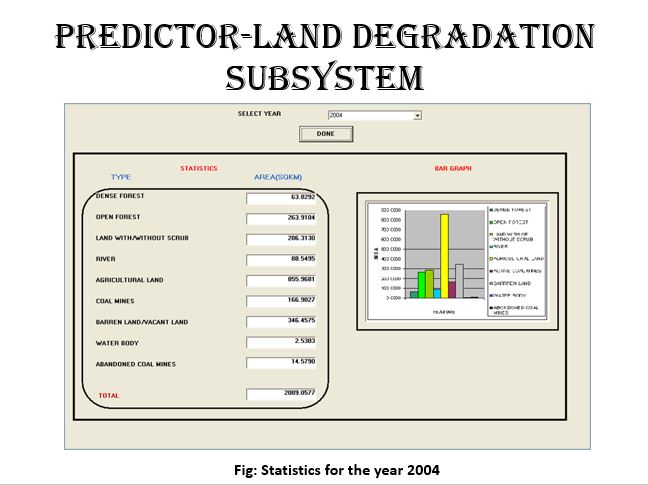 PREDICTOR-LAND DEGRADATION
SUBSYSTEM
SELECT YEAR 2004
DONE
STATISTICS
TYPE AREA(SQKM)
DENSE FOREST 63.8292
OPEN FOREST 263.9104
LAND WITH/WITHOUT SCRUB 286.3130
RIVER 88.5495
AGRICULTURAL LAND 855.9681
COAL MINES 166.9027
BARREN LAND/VACANT LAND 346.4575
WATER BODY 2.5303
ABANDONED COAL MINES 14.5790
TOTAL 2089.0577
BAR GRAPH
900.0000
800.0000
700.0000
600.0000
500.0000
400.0000
300.0000
200.0000
100.0000
0.0000
AREA
FEATURE
DENSE FOREST
OPEN FOREST
LAND WITH OR
WITHOUT SCRUB
RIVER
AGRICULTURAL LAND
ACTIVE COAL MINES
BARREN LAND
WATER BODY
ABANDONED COAL
MINES
Fig: Statistics for the year 2004